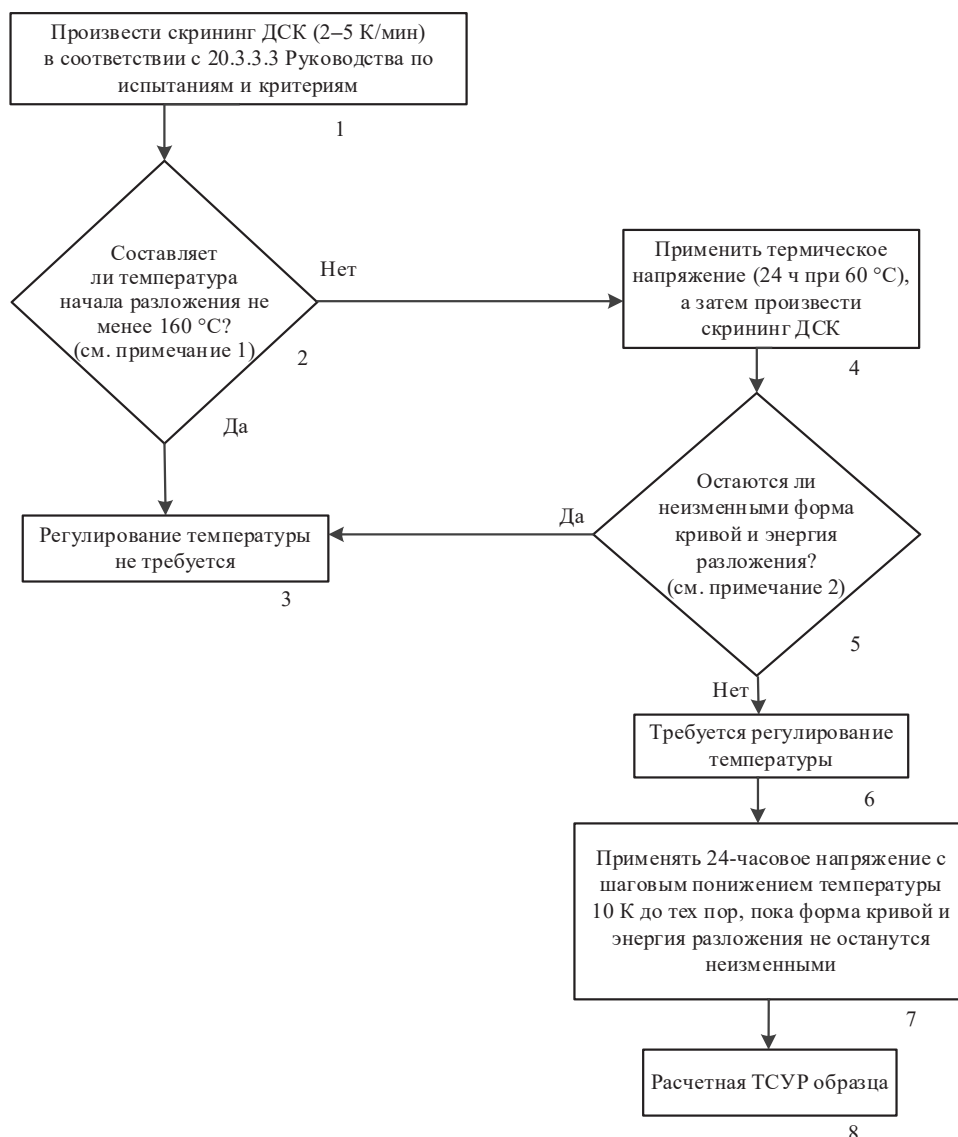 Произвести скрининг ДСК (2–5 К/мин)
в соответствии с 20.3.3.3 Руководства по
испытаниям и критериям
1
Составляет
ли температура
начала разложения не
менее 160 °C?
(см. примечание 1)
2
Нет
Да
Применить термическое
напряжение (24 ч при 60 °C),
а затем произвести
скрининг ДСК
4
Регулирование температуры
не требуется
3
Да
Остаются ли
неизменными форма
кривой и энергия
разложения?
(см. примечание 2)
5
Нет
Требуется регулирование
температуры
6
Применять 24-часовое напряжение с
шаговым понижением температуры
10 К до тех пор, пока форма кривой и
энергия разложения не останутся
неизменными
7
Расчетная ТСУР образца
8